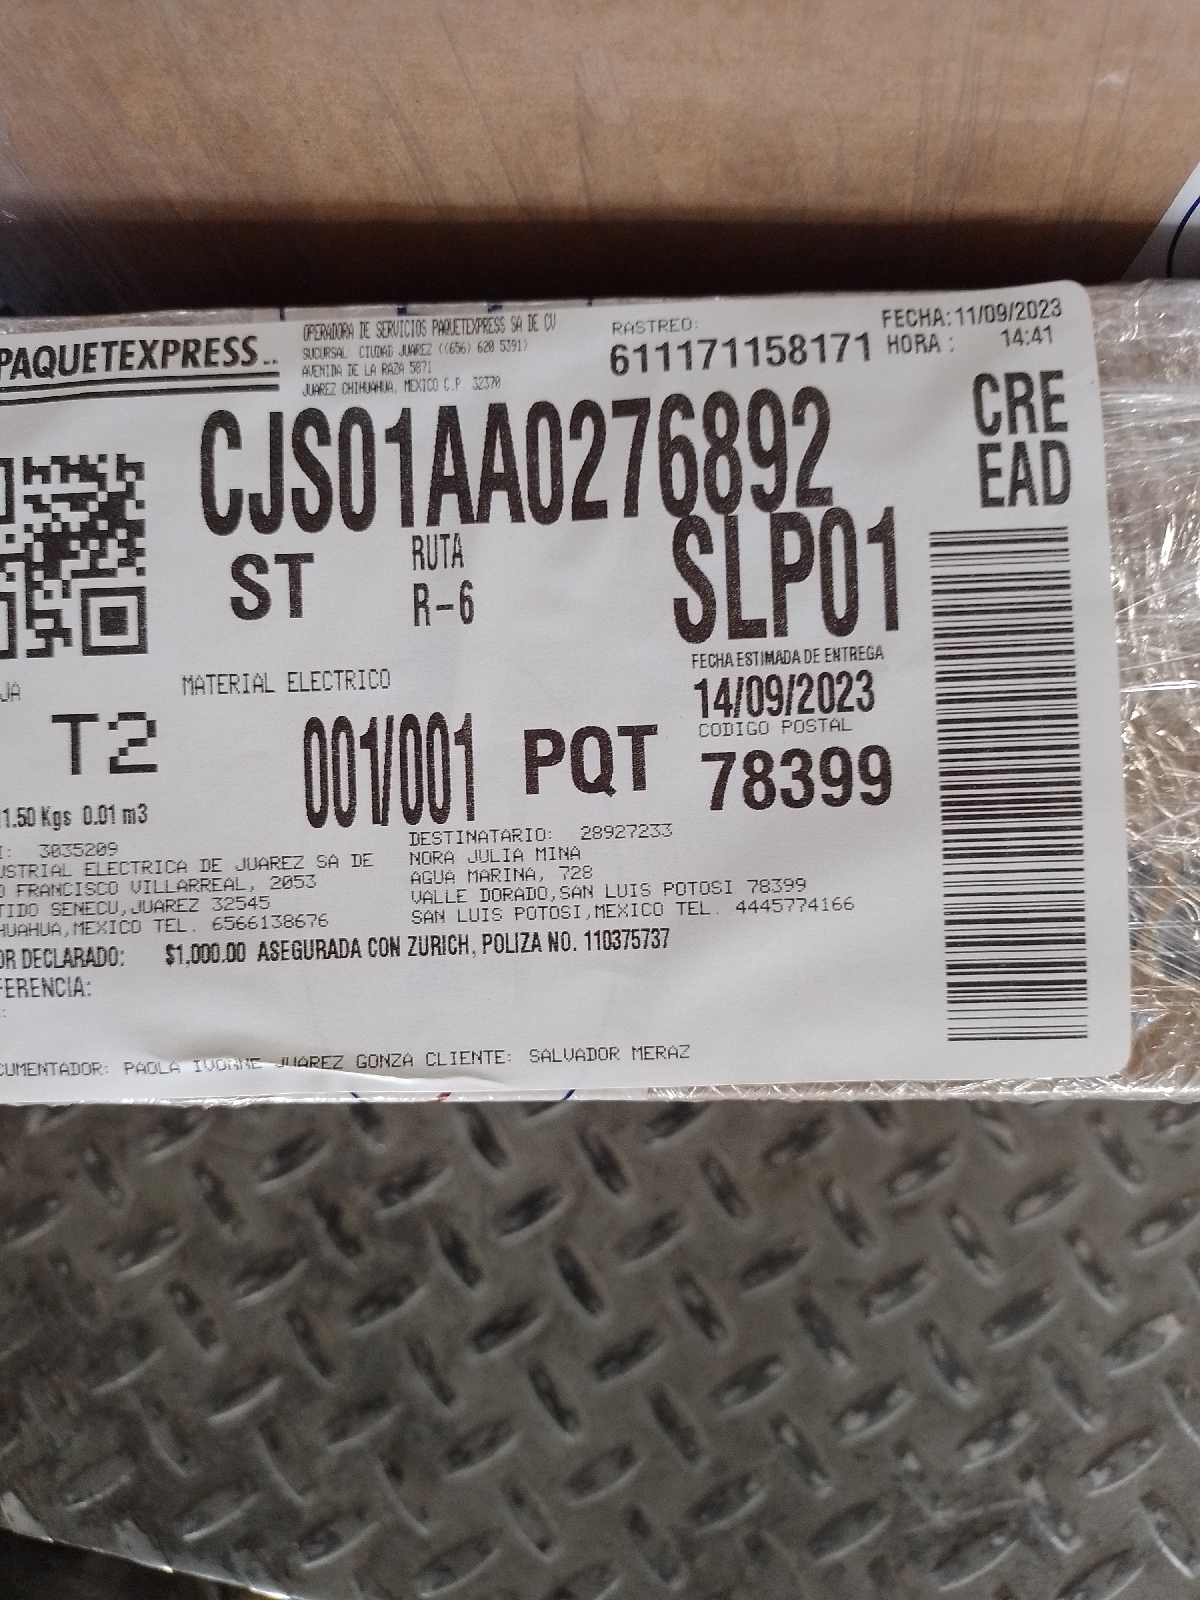 PAQUETEXPRESS
OPERADORA DE SERVICIOS PAQUETEXPRESS SA DE CV
SUCURSAL: CIUDAD JUAREZ ((656) 620 5391)
AVENIDA DE LA RAZA 5871
JUAREZ CHIHUAHUA, MEXICO C.P. 32370
RASTREO:
611171158171
FECHA: 11/09/2023
HORA : 14:41
CJS01AA0276892
CRE
EAD
ST
RUTA
R-6
SLP01
FECHA ESTIMADA DE ENTREGA
14/09/2023
CODIGO POSTAL
78399
JA
MATERIAL ELECTRICO
T2
001/001
PQT
1.50 Kgs 0.01 m3
: 3035209
USTRIAL ELECTRICA DE JUAREZ SA DE
O FRANCISCO VILLARREAL, 2053
TIDO SENECU, JUAREZ 32545
HUAHUA, MEXICO TEL. 6566138676
DESTINATARIO: 28927233
NORA JULIA MINA
AGUA MARINA, 728
VALLE DORADO, SAN LUIS POTOSI 78399
SAN LUIS POTOSI, MEXICO TEL. 4445774166
OR DECLARADO: $1,000.00 ASEGURADA CON ZURICH, POLIZA NO. 110375737
FERENCIA:
:
CUMENTADOR: PAOLA IVONNE JUAREZ GONZA CLIENTE: SALVADOR MERAZ